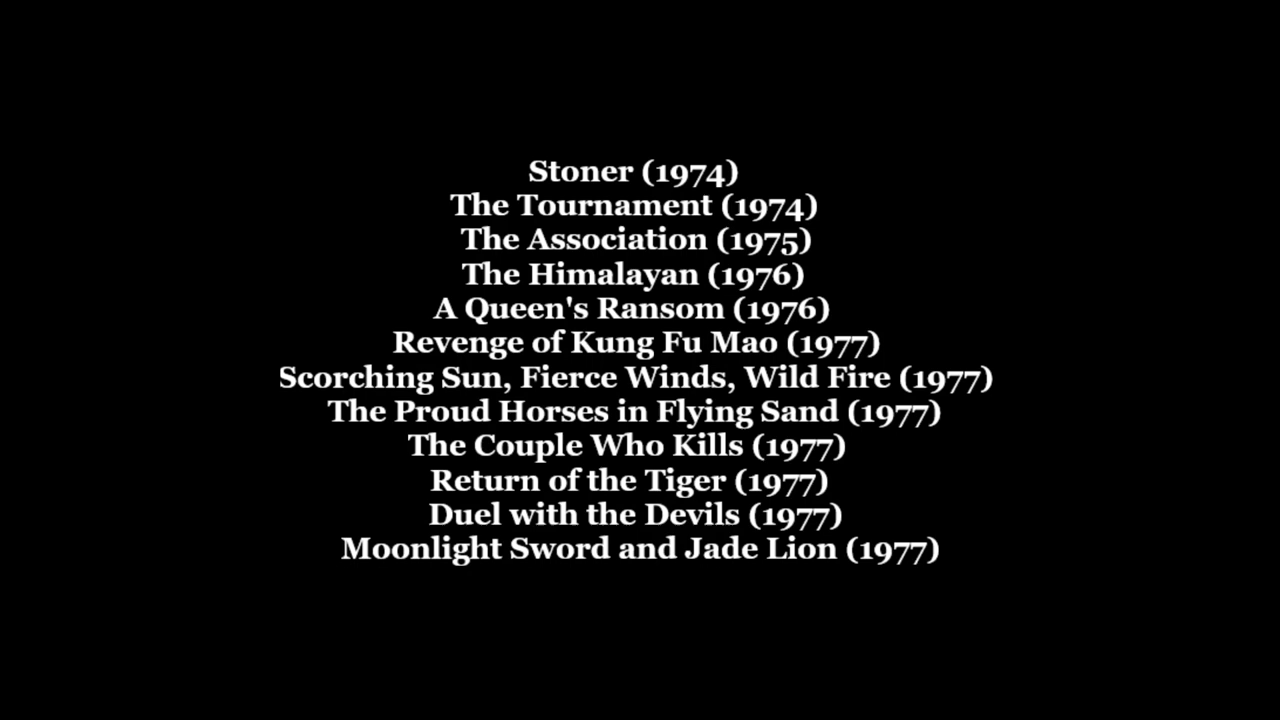 Stoner (1974)
The Tournament (1974)
The Association (1975)
The Himalayan (1976)
A Queen's Ransom (1976)
Revenge of Kung Fu Mao (1977)
Scorching Sun, Fierce Winds, Wild Fire (1977)
The Proud Horses in Flying Sand (1977)
The Couple Who Kills (1977)
Return of the Tiger (1977)
Duel with the Devils (1977)
Moonlight Sword and Jade Lion (1977)